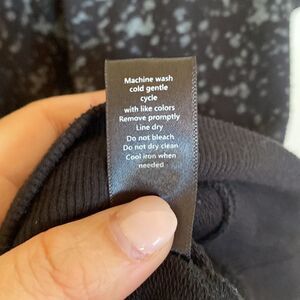 Machine wash
cold gentle
cycle
with like colors
Remove promptly
Line dry
Do not bleach
Do not dry clean
Cool iron when
needed